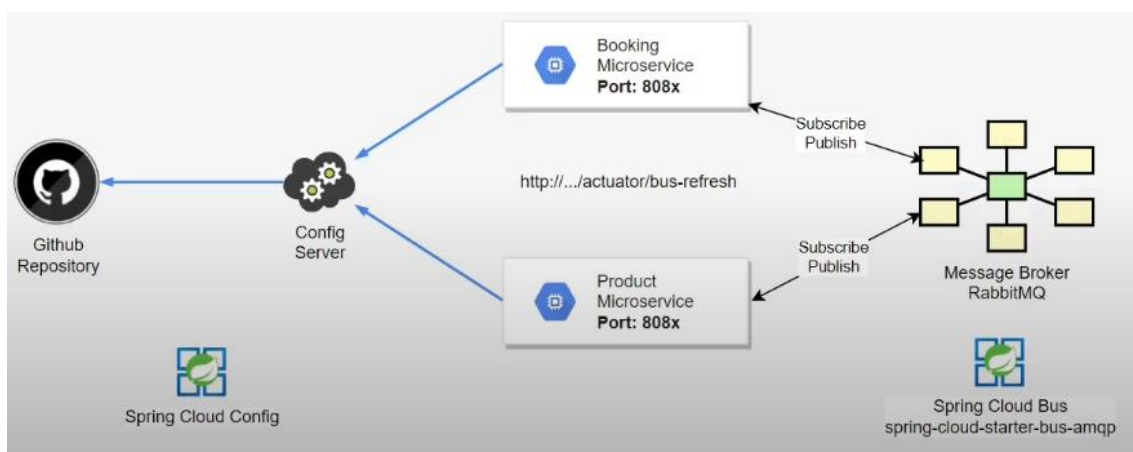 Booking
Microservice
Port: 808x
Subscribe
Publish
http://.../actuator/bus-refresh
Github
Repository
Config
Server
Subscribe
Publish
Product
Microservice
Port: 808x
Message Broker
RabbitMQ
Spring Cloud Config
Spring Cloud Bus
spring-cloud-starter-bus-amqp